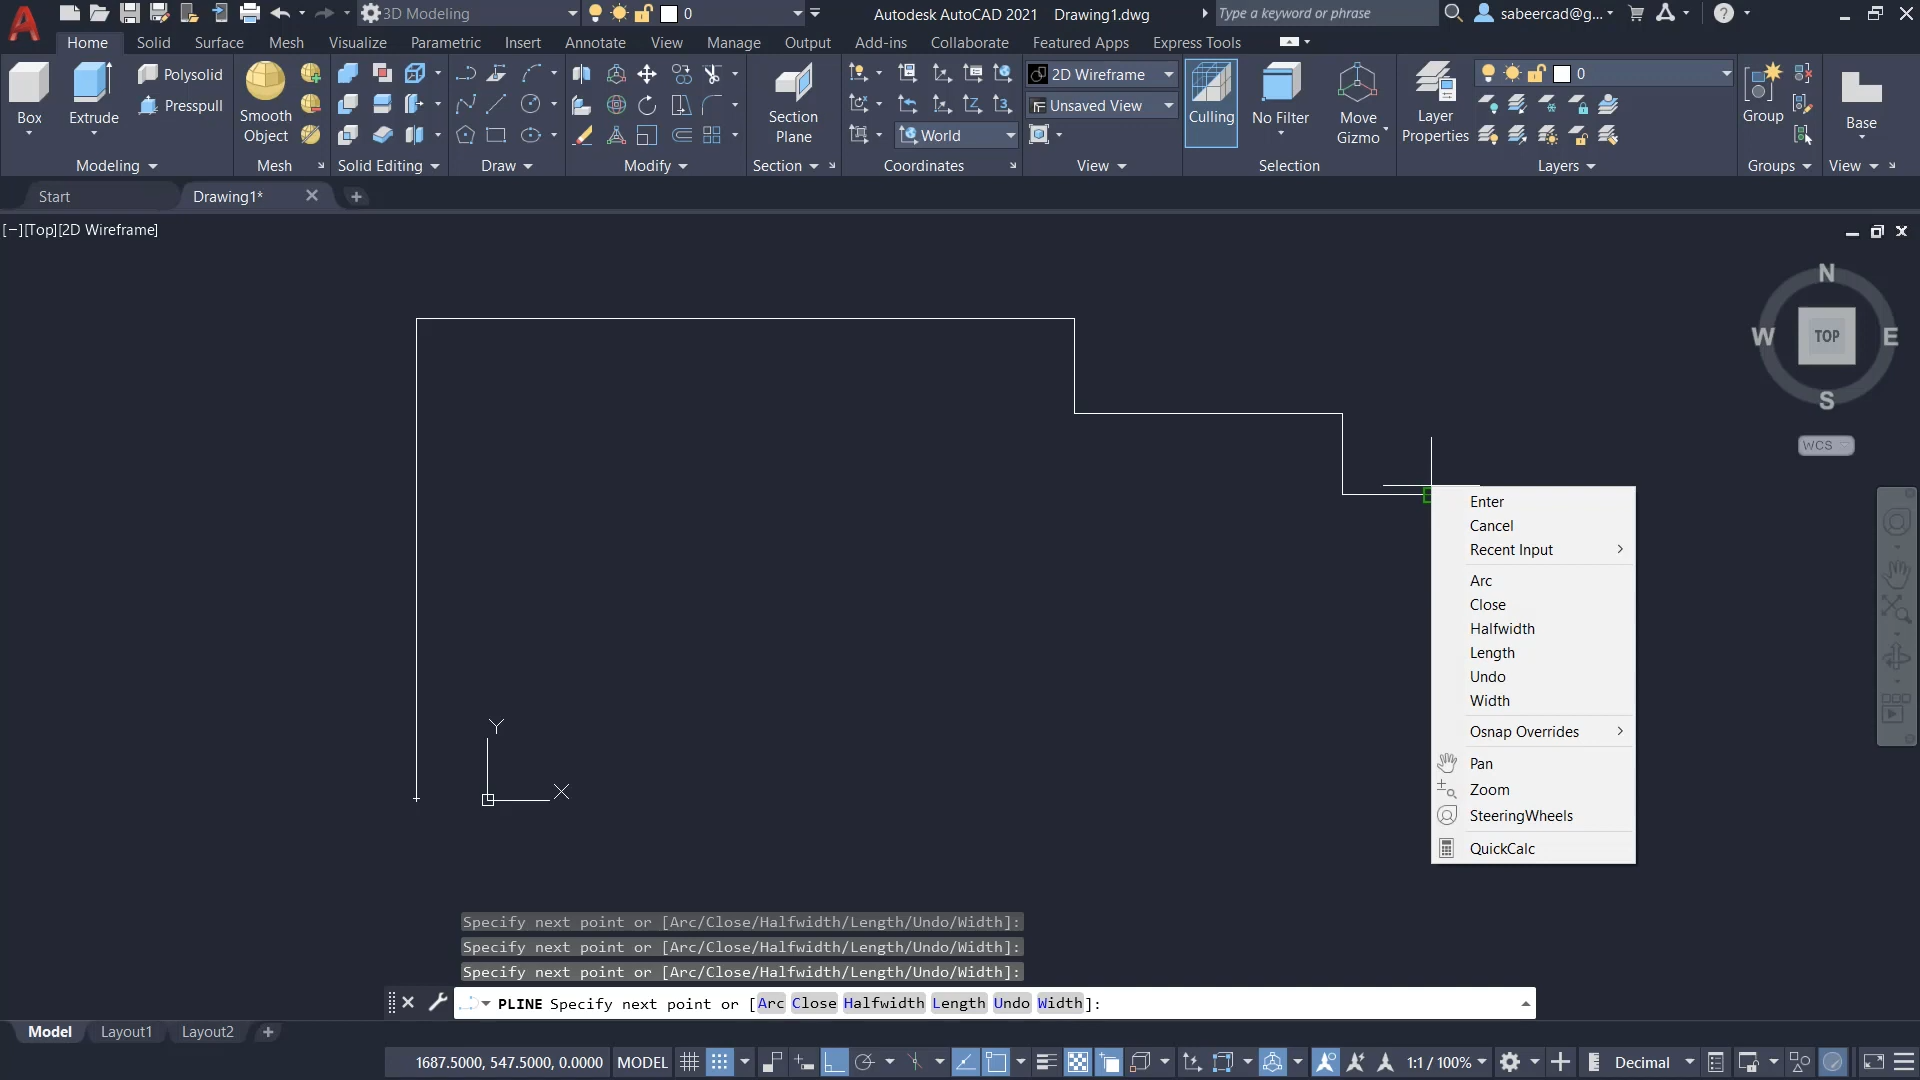 3D Modeling
0
Autodesk AutoCAD 2021 Drawing1.dwg
Type a keyword or phrase
sabeercad@g...
Home Solid Surface Mesh Visualize Parametric Insert Annotate View Manage Output Add-ins Collaborate Featured Apps Express Tools
Box
Extrude
Polysolid
Presspull
Smooth
Object
Section
Plane
World
2D Wireframe
Unsaved View
Culling
No Filter
Move
Gizmo
Layer
Properties
0
Group
Base
Modeling
Mesh
Solid Editing
Draw
Modify
Section
Coordinates
View
Selection
Layers
Groups
View
Start
Drawing1*
[−][Top][2D Wireframe]
N
W TOP E
S
WCS
Enter
Cancel
Recent Input
Arc
Close
Halfwidth
Length
Undo
Width
Osnap Overrides
Pan
Zoom
SteeringWheels
QuickCalc
Y
X
Specify next point or [Arc/Close/Halfwidth/Length/Undo/Width]:
Specify next point or [Arc/Close/Halfwidth/Length/Undo/Width]:
Specify next point or [Arc/Close/Halfwidth/Length/Undo/Width]:
PLINE Specify next point or [Arc Close Halfwidth Length Undo Width]:
Model Layout1 Layout2
1687.5000, 547.5000, 0.0000 MODEL 1:1 / 100% Decimal